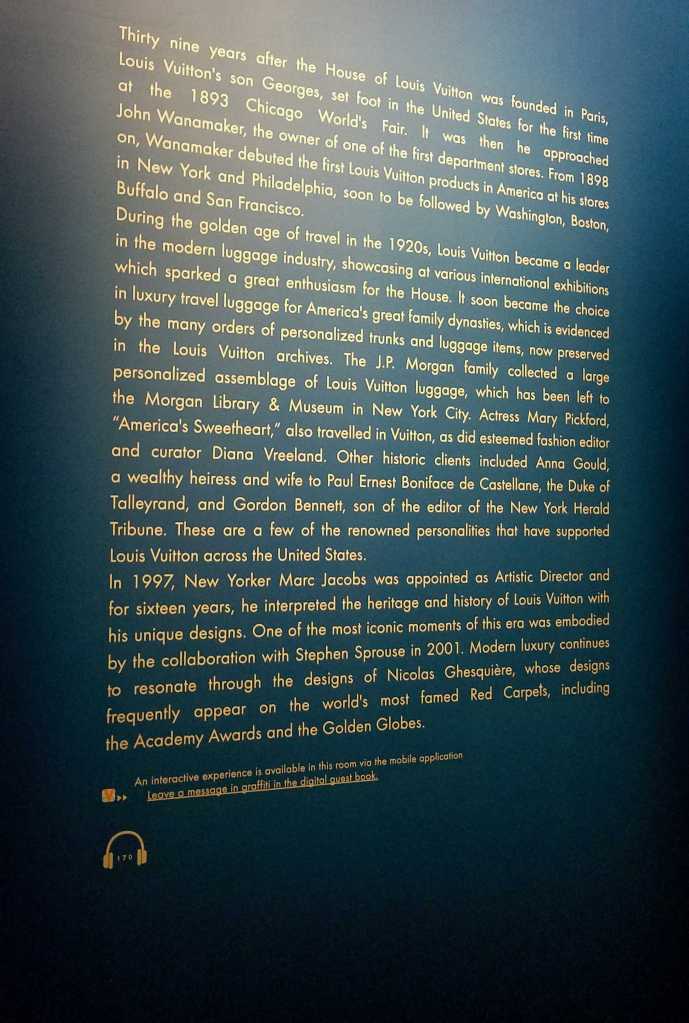 Thirty nine years after the House of Louis Vuitton was founded in Paris,
Louis Vuitton's son Georges, set foot in the United States for the first time
at the 1893 Chicago World's Fair. It was then he approached
John Wanamaker, the owner of one of the first department stores. From 1898
on, Wanamaker debuted the first Louis Vuitton products in America at his stores
in New York and Philadelphia, soon to be followed by Washington, Boston,
Buffalo and San Francisco.
During the golden age of travel in the 1920s, Louis Vuitton became a leader
in the modern luggage industry, showcasing at various international exhibitions
which sparked a great enthusiasm for the House. It soon became the choice
in luxury travel luggage for America's great family dynasties, which is evidenced
by the many orders of personalized trunks and luggage items, now preserved
in the Louis Vuitton archives. The J.P. Morgan family collected a large
personalized assemblage of Louis Vuitton luggage, which has been left to
the Morgan Library & Museum in New York City. Actress Mary Pickford,
“America's Sweetheart,” also travelled in Vuitton, as did esteemed fashion editor
and curator Diana Vreeland. Other historic clients included Anna Gould,
a wealthy heiress and wife to Paul Ernest Boniface de Castellane, the Duke of
Talleyrand, and Gordon Bennett, son of the editor of the New York Herald
Tribune. These are a few of the renowned personalities that have supported
Louis Vuitton across the United States.
In 1997, New Yorker Marc Jacobs was appointed as Artistic Director and
for sixteen years, he interpreted the heritage and history of Louis Vuitton with
his unique designs. One of the most iconic moments of this era was embodied
by the collaboration with Stephen Sprouse in 2001. Modern luxury continues
to resonate through the designs of Nicolas Ghesquière, whose designs
frequently appear on the world's most famed Red Carpets, including
the Academy Awards and the Golden Globes.
An interactive experience is available in this room via the mobile application
Leave a message in graffiti in the digital guest book.
170